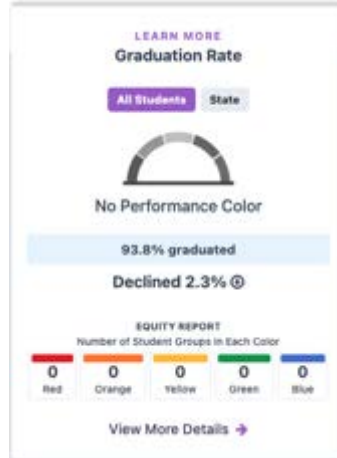 LEARN MORE
Graduation Rate
All Students State
No Performance Color
93.8% graduated
Declined 2.3%
EQUITY REPORT
Number of Student Groups in Each Color
0 0 0 0 0
Red Orange Yellow Green Blue
View More Details →